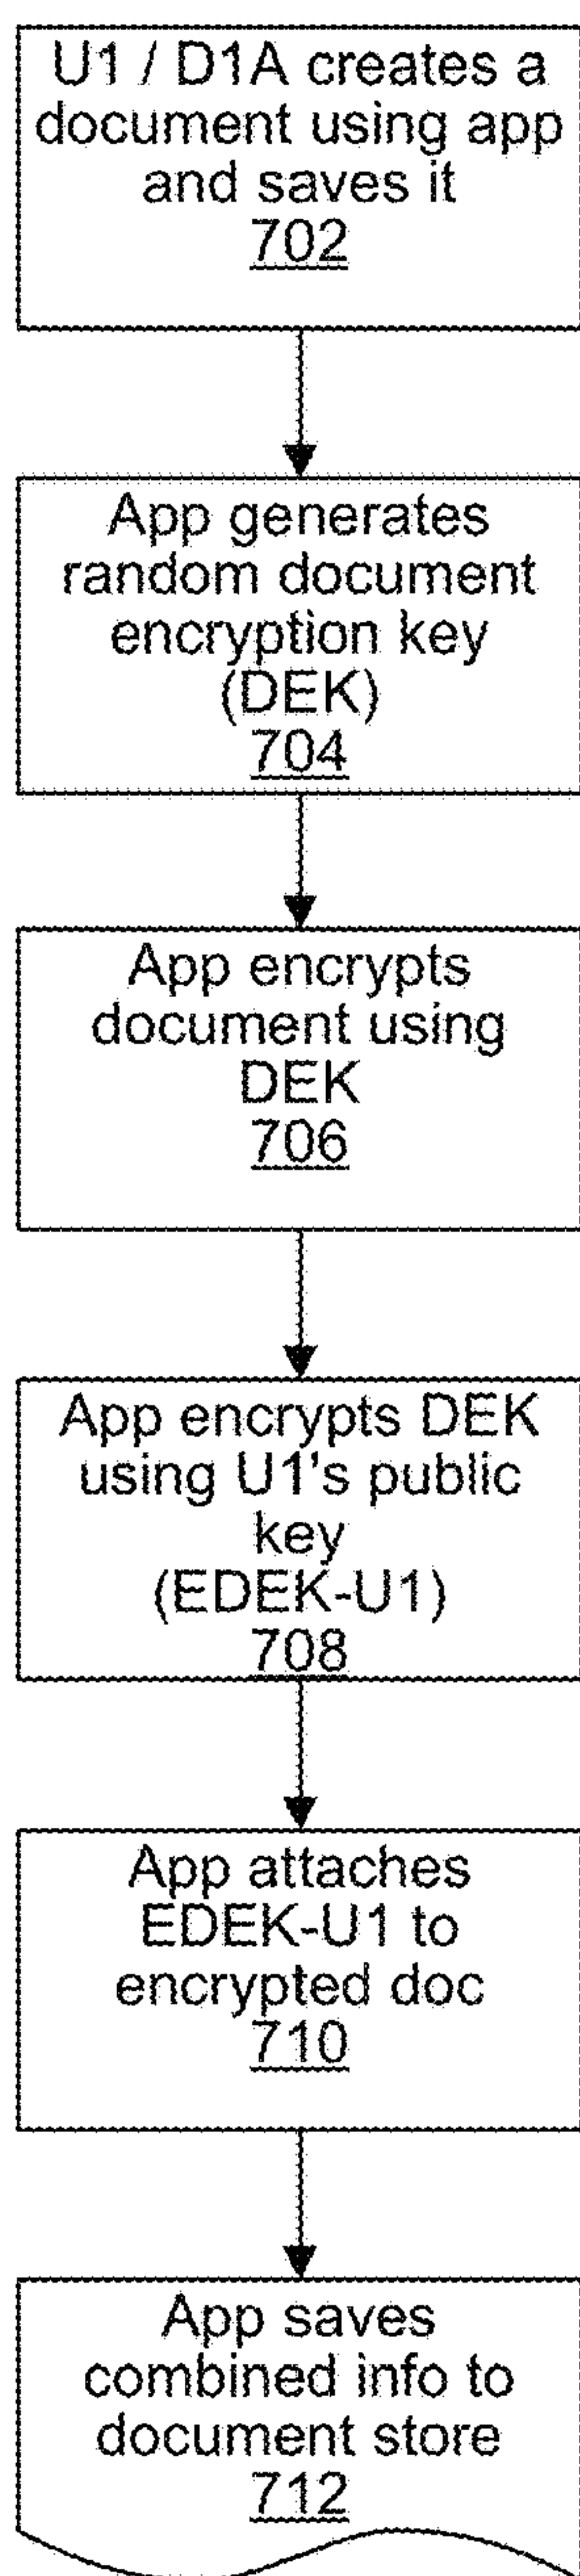 U1 / D1A creates a
document using app
and saves it
702
App generates
random document
encryption key
(DEK)
704
App encrypts
document using
DEK
706
App encrypts DEK
using U1's public
key
(EDEK-U1)
708
App attaches
EDEK-U1 to
encrypted doc
710
App saves
combined info to
document store
712